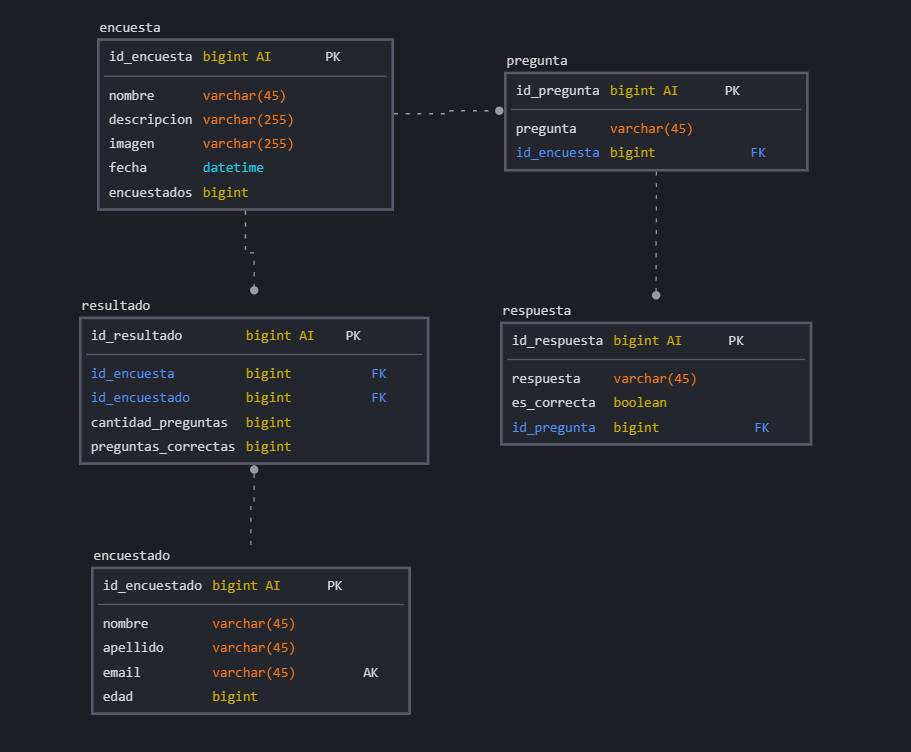 encuesta
id_encuesta bigint AI PK
nombre varchar(45)
descripcion varchar(255)
imagen varchar(255)
fecha datetime
encuestados bigint
pregunta
id_pregunta bigint AI PK
pregunta varchar(45)
id_encuesta bigint FK
resultado
id_resultado bigint AI PK
id_encuesta bigint FK
id_encuestado bigint FK
cantidad_preguntas bigint
preguntas_correctas bigint
respuesta
id_respuesta bigint AI PK
respuesta varchar(45)
es_correcta boolean
id_pregunta bigint FK
encuestado
id_encuestado bigint AI PK
nombre varchar(45)
apellido varchar(45)
email varchar(45) AK
edad bigint